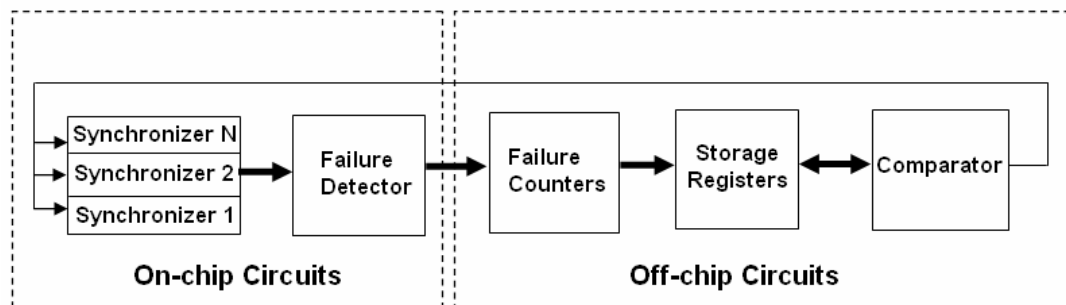 Synchronizer N
Synchronizer 2
Synchronizer 1
Failure
Detector
Failure
Counters
Storage
Registers
Comparator
On-chip Circuits
Off-chip Circuits